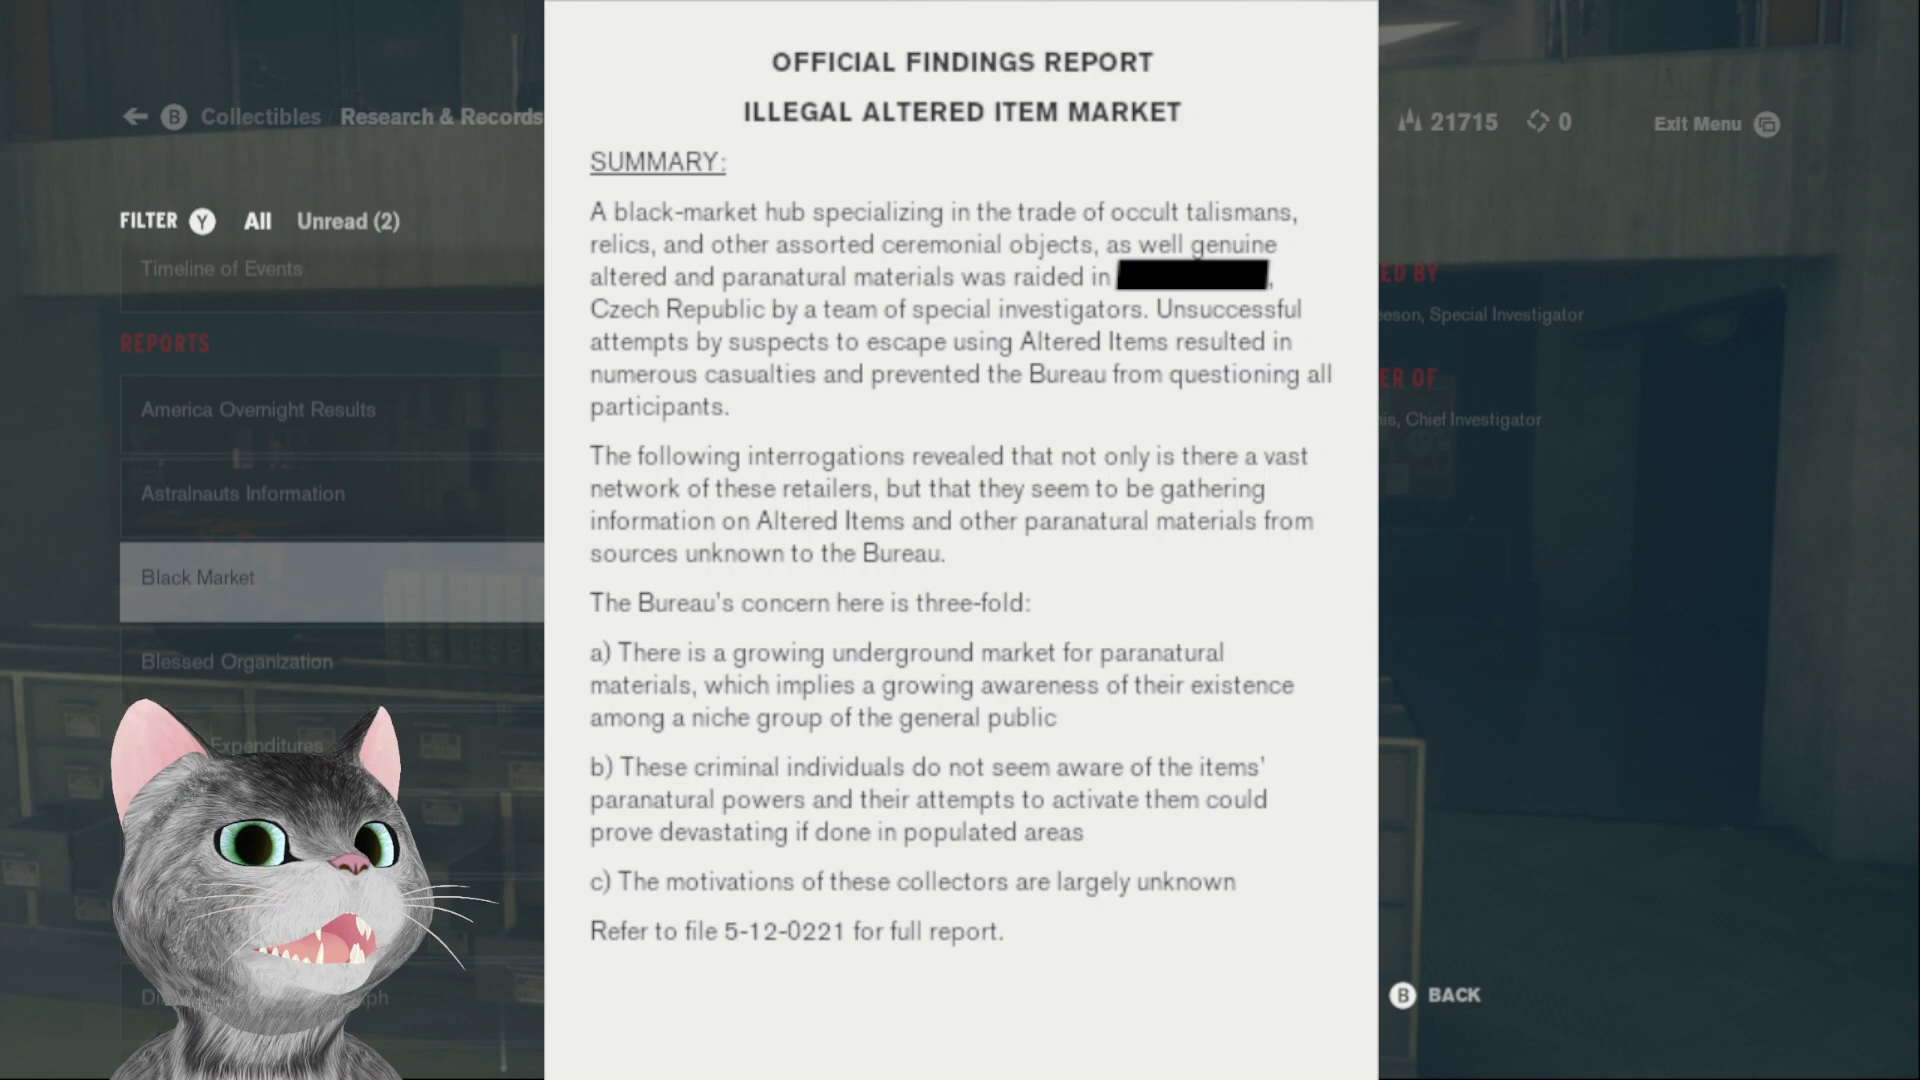 OFFICIAL FINDINGS REPORT
ILLEGAL ALTERED ITEM MARKET
SUMMARY:
A black-market hub specializing in the trade of occult talismans,
relics, and other assorted ceremonial objects, as well genuine
altered and paranatural materials was raided in ,
Czech Republic by a team of special investigators. Unsuccessful
attempts by suspects to escape using Altered Items resulted in
numerous casualties and prevented the Bureau from questioning all
participants.
The following interrogations revealed that not only is there a vast
network of these retailers, but that they seem to be gathering
information on Altered Items and other paranatural materials from
sources unknown to the Bureau.
The Bureau's concern here is three-fold:
a) There is a growing underground market for paranatural
materials, which implies a growing awareness of their existence
among a niche group of the general public
b) These criminal individuals do not seem aware of the items'
paranatural powers and their attempts to activate them could
prove devastating if done in populated areas
c) The motivations of these collectors are largely unknown
Refer to file 5-12-0221 for full report.
B Collectibles / Research & Records
FILTER Y All Unread (2)
Timeline of Events
REPORTS
America Overnight Results
Astralnauts Information
Black Market
Blessed Organization
Expenditures
21715 0 Exit Menu
ED BY
eeson, Special Investigator
ER OF
is, Chief Investigator
B BACK